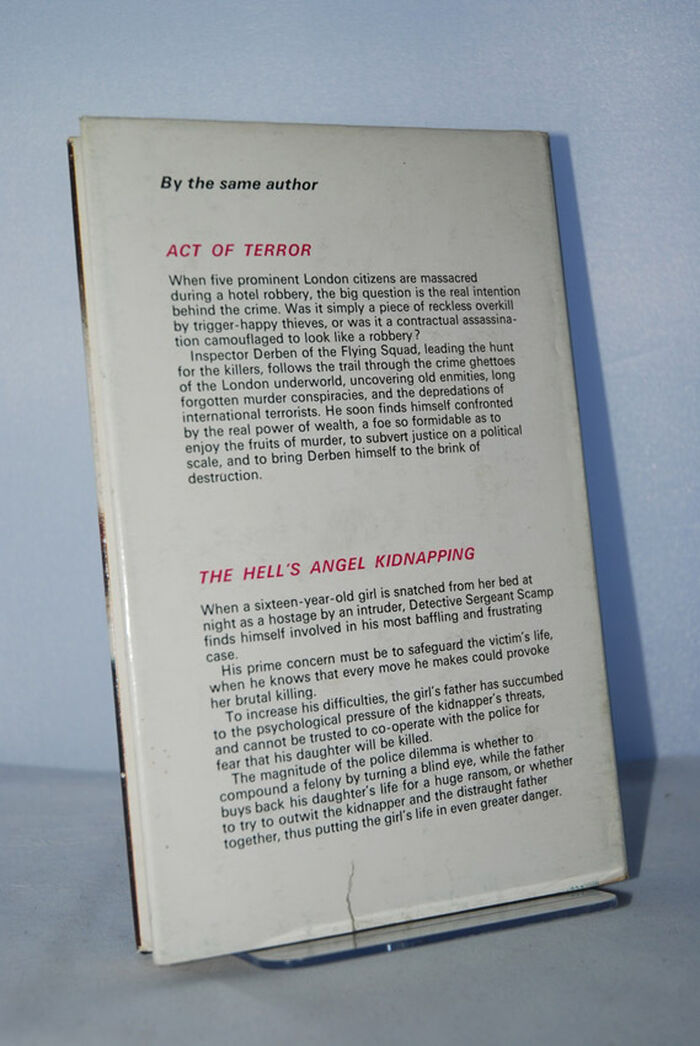 By the same author
ACT OF TERROR
When five prominent London citizens are massacred
during a hotel robbery, the big question is the real intention
behind the crime. Was it simply a piece of reckless overkill
by trigger-happy thieves, or was it a contractual assassina-
tion camouflaged to look like a robbery?
Inspector Derben of the Flying Squad, leading the hunt
for the killers, follows the trail through the crime ghettoes
of the London underworld, uncovering old enmities, long
forgotten murder conspiracies, and the depredations of
international terrorists. He soon finds himself confronted
by the real power of wealth, a foe so formidable as to
enjoy the fruits of murder, to subvert justice on a political
scale, and to bring Derben himself to the brink of
destruction.
THE HELL'S ANGEL KIDNAPPING
When a sixteen-year-old girl is snatched from her bed at
night as a hostage by an intruder, Detective Sergeant Scamp
finds himself involved in his most baffling and frustrating
case.
His prime concern must be to safeguard the victim's life,
when he knows that every move he makes could provoke
her brutal killing.
To increase his difficulties, the girl's father has succumbed
to the psychological pressure of the kidnapper's threats,
and cannot be trusted to co-operate with the police for
fear that his daughter will be killed.
The magnitude of the police dilemma is whether to
compound a felony by turning a blind eye, while the father
buys back his daughter's life for a huge ransom, or whether
to try to outwit the kidnapper and the distraught father
together, thus putting the girl's life in even greater danger.